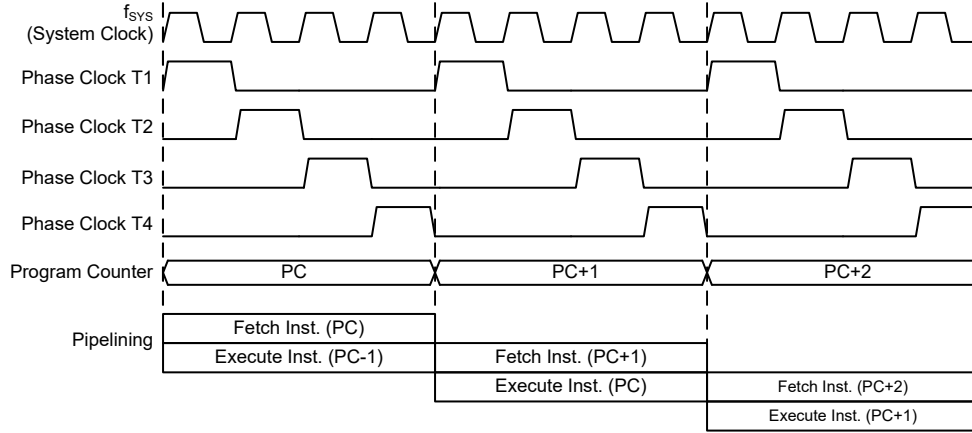 fSYS
(System Clock)
Phase Clock T1
Phase Clock T2
Phase Clock T3
Phase Clock T4
Program Counter PC PC+1 PC+2
Pipelining
Fetch Inst. (PC)
Execute Inst. (PC-1) Fetch Inst. (PC+1)
Execute Inst. (PC) Fetch Inst. (PC+2)
Execute Inst. (PC+1)